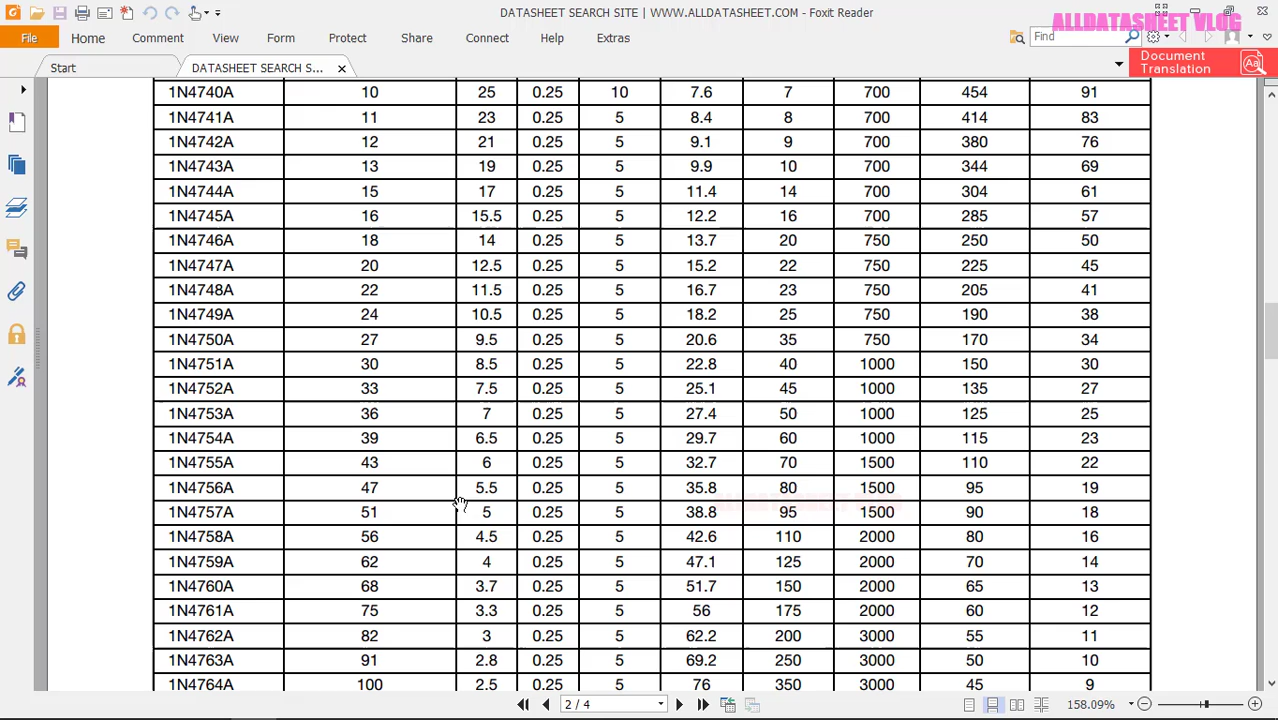 DATASHEET SEARCH SITE | WWW.ALLDATASHEET.COM - Foxit Reader
ALLDATASHEET VLOG
File Home Comment View Form Protect Share Connect Help Extras Find
Start DATASHEET SEARCH S...
Document
Translation
Aa
1N4740A 10 25 0.25 10 7.6 7 700 454 91
1N4741A 11 23 0.25 5 8.4 8 700 414 83
1N4742A 12 21 0.25 5 9.1 9 700 380 76
1N4743A 13 19 0.25 5 9.9 10 700 344 69
1N4744A 15 17 0.25 5 11.4 14 700 304 61
1N4745A 16 15.5 0.25 5 12.2 16 700 285 57
1N4746A 18 14 0.25 5 13.7 20 750 250 50
1N4747A 20 12.5 0.25 5 15.2 22 750 225 45
1N4748A 22 11.5 0.25 5 16.7 23 750 205 41
1N4749A 24 10.5 0.25 5 18.2 25 750 190 38
1N4750A 27 9.5 0.25 5 20.6 35 750 170 34
1N4751A 30 8.5 0.25 5 22.8 40 1000 150 30
1N4752A 33 7.5 0.25 5 25.1 45 1000 135 27
1N4753A 36 7 0.25 5 27.4 50 1000 125 25
1N4754A 39 6.5 0.25 5 29.7 60 1000 115 23
1N4755A 43 6 0.25 5 32.7 70 1500 110 22
1N4756A 47 5.5 0.25 5 35.8 80 1500 95 19
ALLDATASHEET VLOG
1N4757A 51 5 0.25 5 38.8 95 1500 90 18
1N4758A 56 4.5 0.25 5 42.6 110 2000 80 16
1N4759A 62 4 0.25 5 47.1 125 2000 70 14
1N4760A 68 3.7 0.25 5 51.7 150 2000 65 13
1N4761A 75 3.3 0.25 5 56 175 2000 60 12
1N4762A 82 3 0.25 5 62.2 200 3000 55 11
1N4763A 91 2.8 0.25 5 69.2 250 3000 50 10
1N4764A 100 2.5 0.25 5 76 350 3000 45 9
2 / 4 158.09%